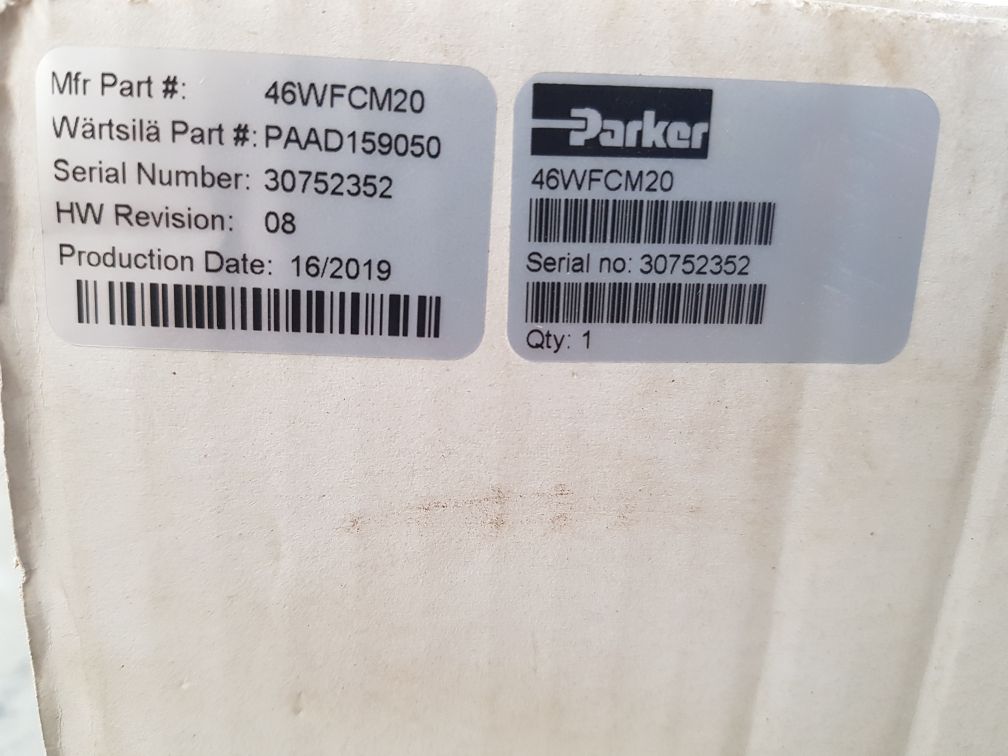 Mfr Part #: 46WFCM20
Wärtsilä Part #: PAAD159050
Serial Number: 30752352
HW Revision: 08
Production Date: 16/2019
Parker
46WFCM20
Serial no: 30752352
Qty: 1